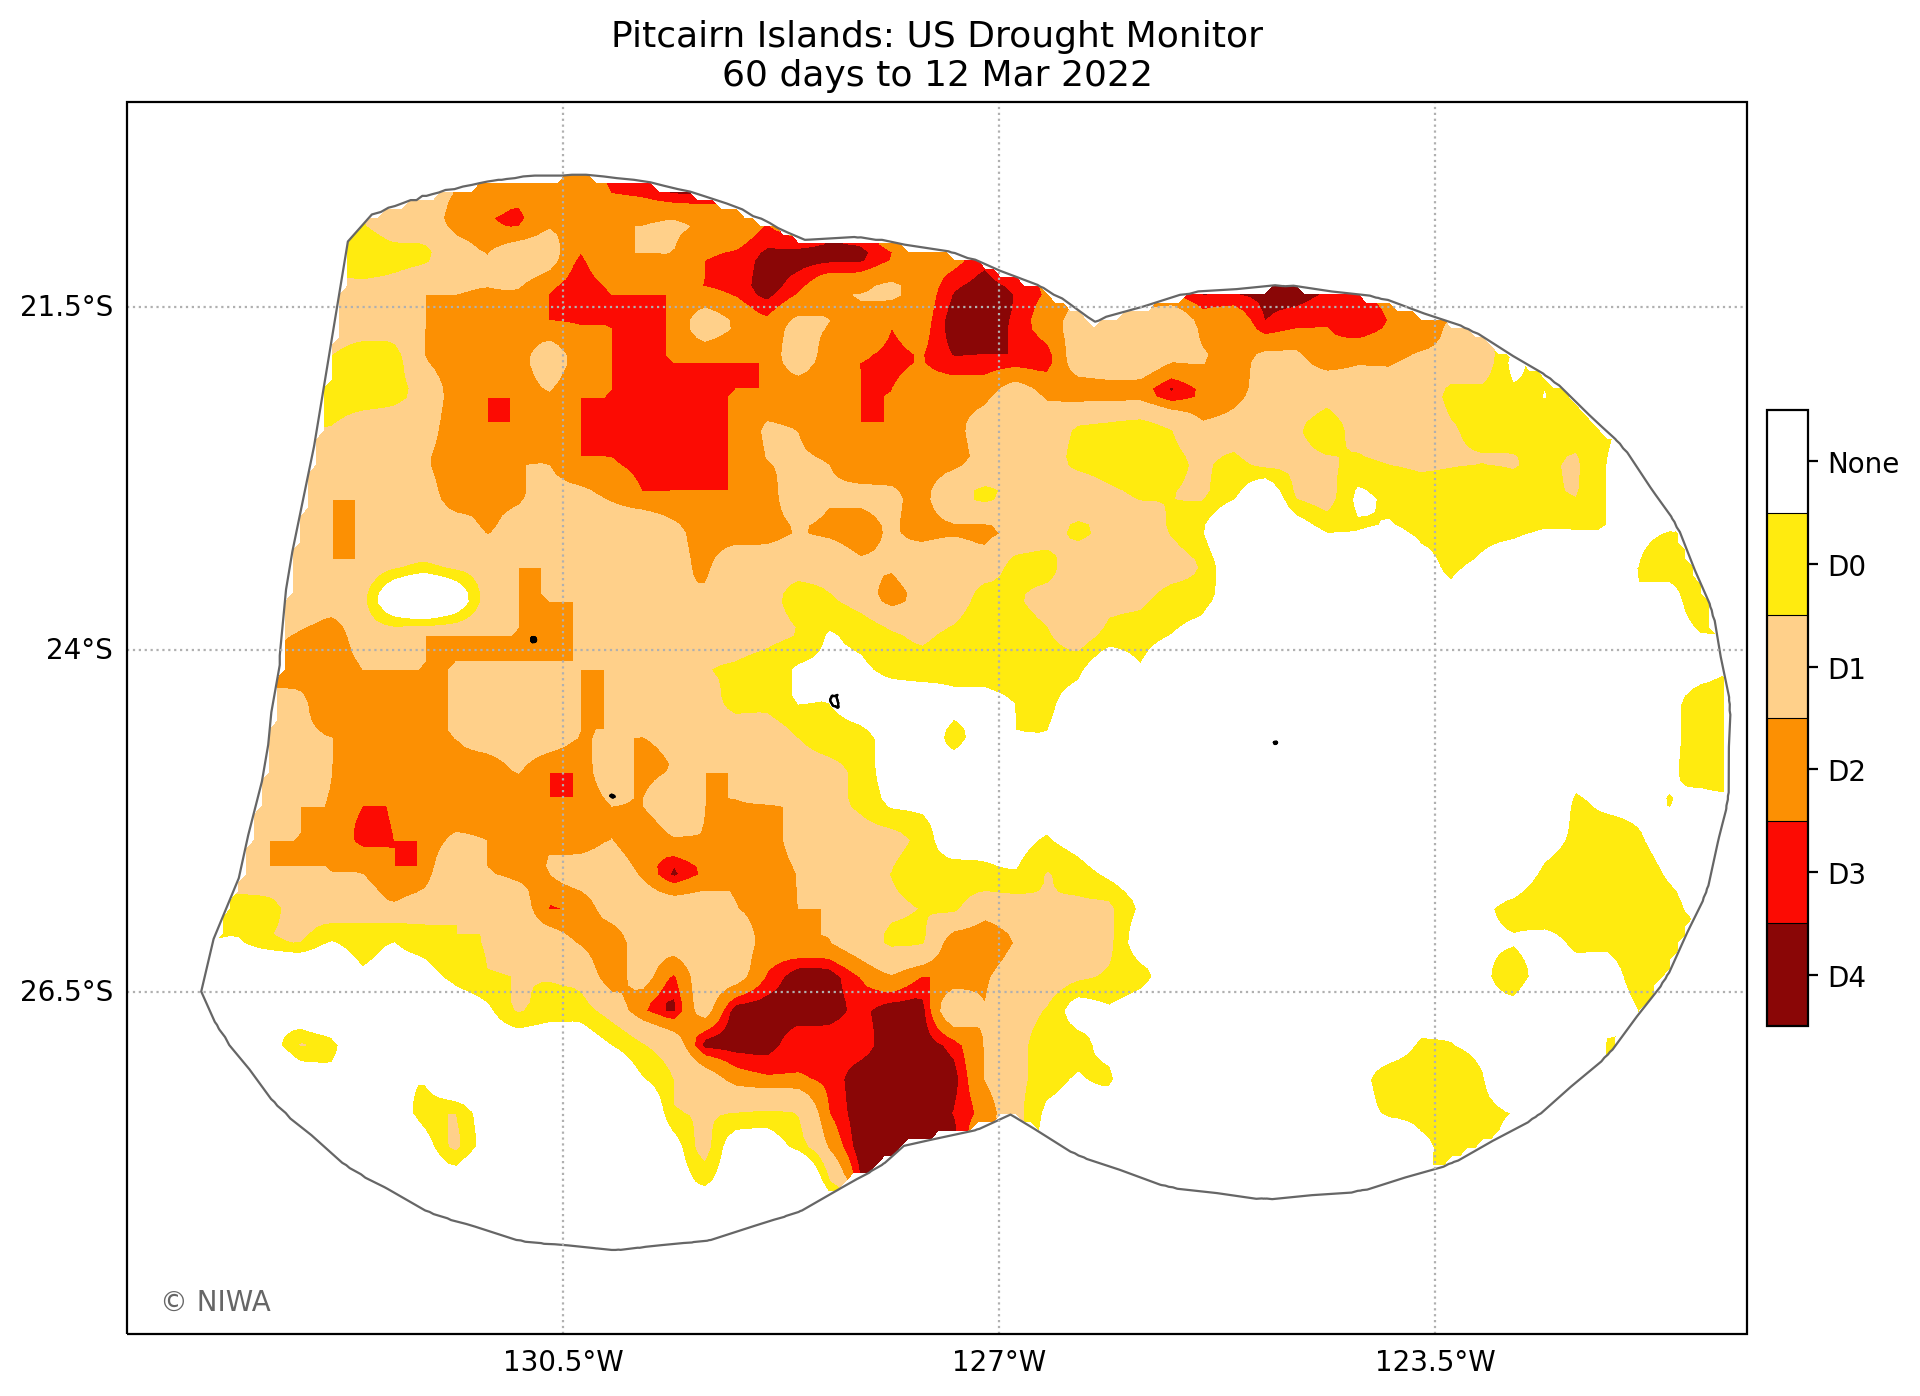 Pitcairn Islands: US Drought Monitor
60 days to 12 Mar 2022
21.5°S
24°S
26.5°S
130.5°W
127°W
123.5°W
None
D0
D1
D2
D3
D4
© NIWA